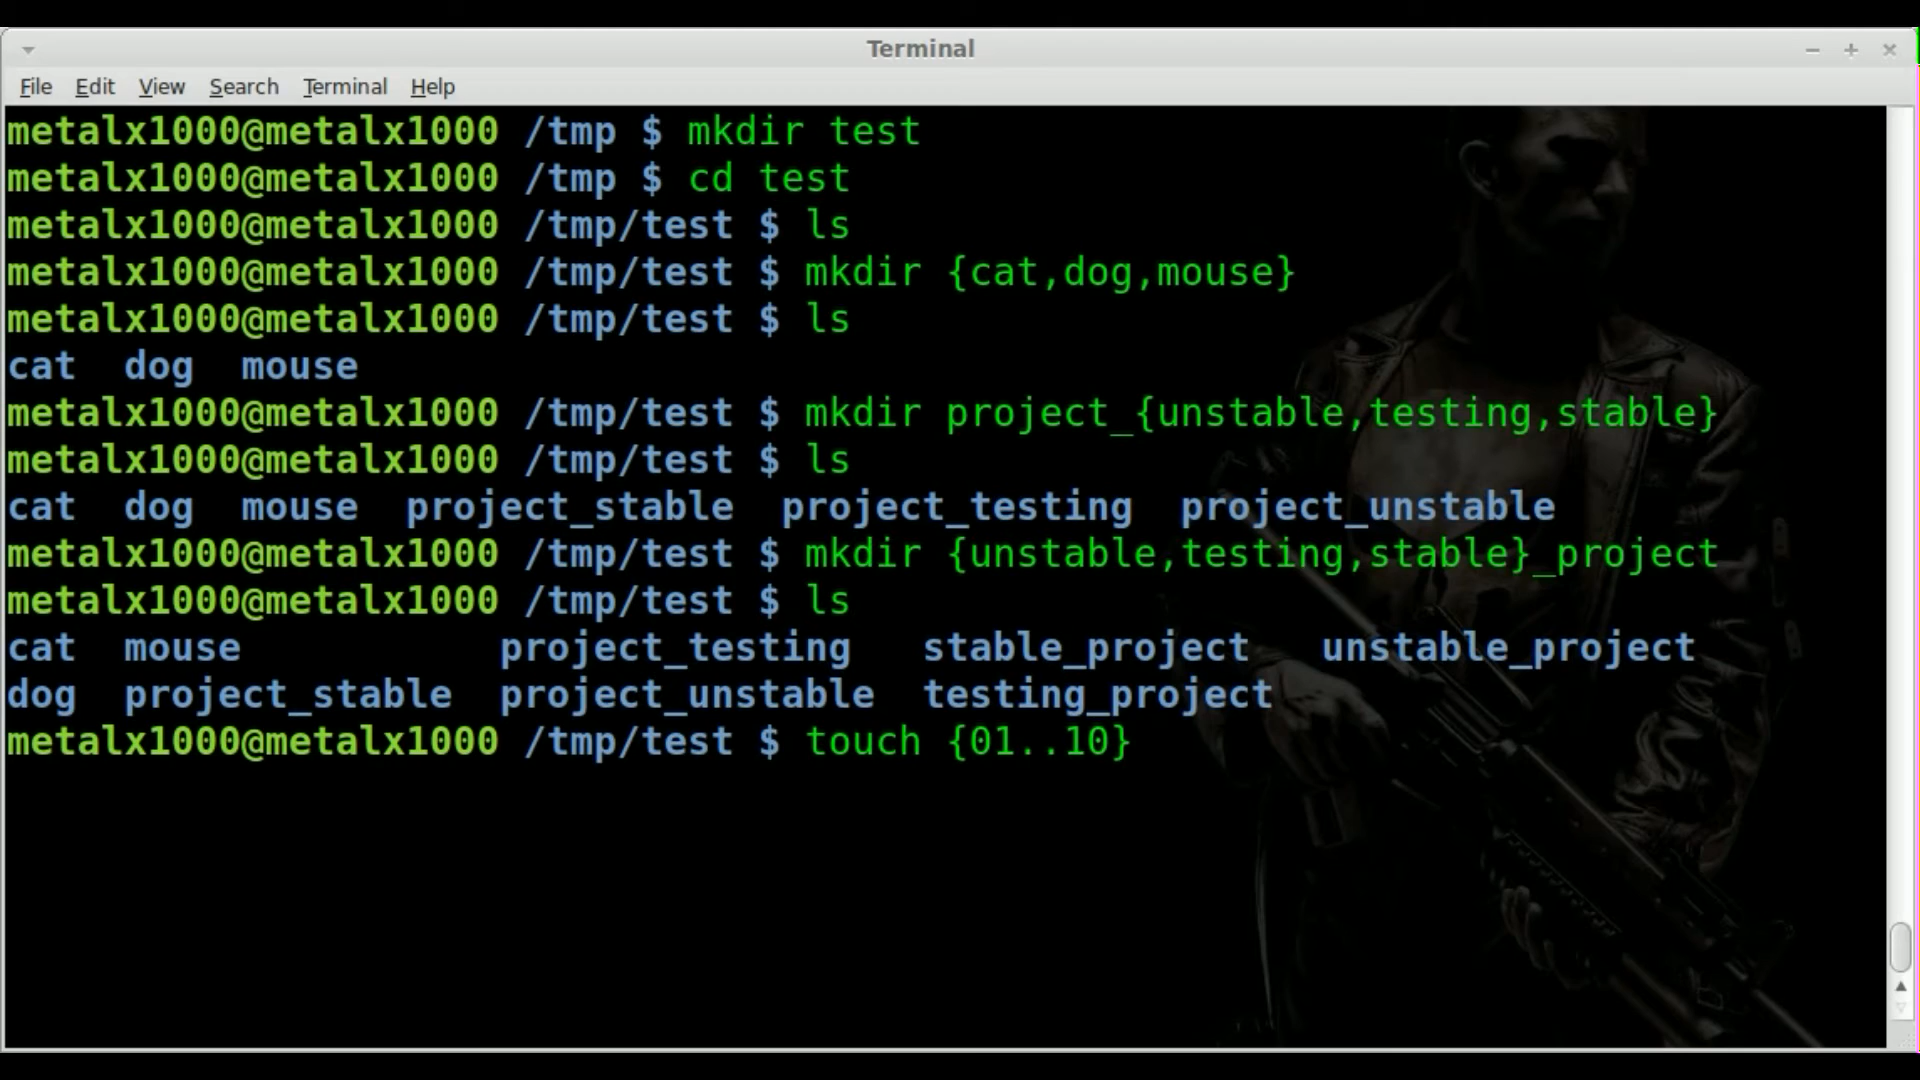 Terminal
File Edit View Search Terminal Help
metalx1000@metalx1000 /tmp $ mkdir test
metalx1000@metalx1000 /tmp $ cd test
metalx1000@metalx1000 /tmp/test $ ls
metalx1000@metalx1000 /tmp/test $ mkdir {cat,dog,mouse}
metalx1000@metalx1000 /tmp/test $ ls
cat  dog  mouse
metalx1000@metalx1000 /tmp/test $ mkdir project_{unstable,testing,stable}
metalx1000@metalx1000 /tmp/test $ ls
cat  dog  mouse  project_stable  project_testing  project_unstable
metalx1000@metalx1000 /tmp/test $ mkdir {unstable,testing,stable}_project
metalx1000@metalx1000 /tmp/test $ ls
cat  mouse           project_testing   stable_project   unstable_project
dog  project_stable  project_unstable  testing_project
metalx1000@metalx1000 /tmp/test $ touch {01..10}